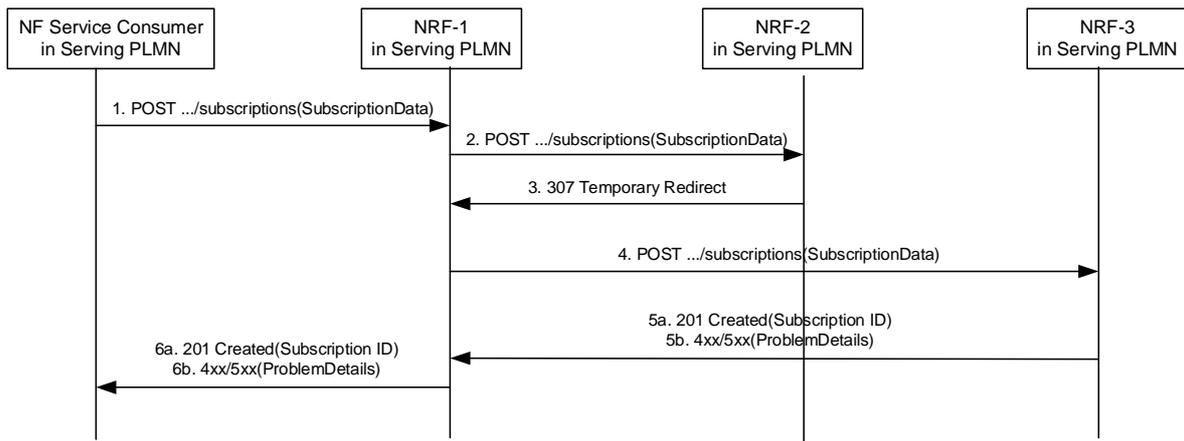 NF Service Consumer
in Serving PLMN
NRF-1
in Serving PLMN
NRF-2
in Serving PLMN
NRF-3
in Serving PLMN
1. POST .../subscriptions(SubscriptionData)
2. POST .../subscriptions(SubscriptionData)
3. 307 Temporary Redirect
4. POST .../subscriptions(SubscriptionData)
5a. 201 Created(Subscription ID)
5b. 4xx/5xx(ProblemDetails)
6a. 201 Created(Subscription ID)
6b. 4xx/5xx(ProblemDetails)